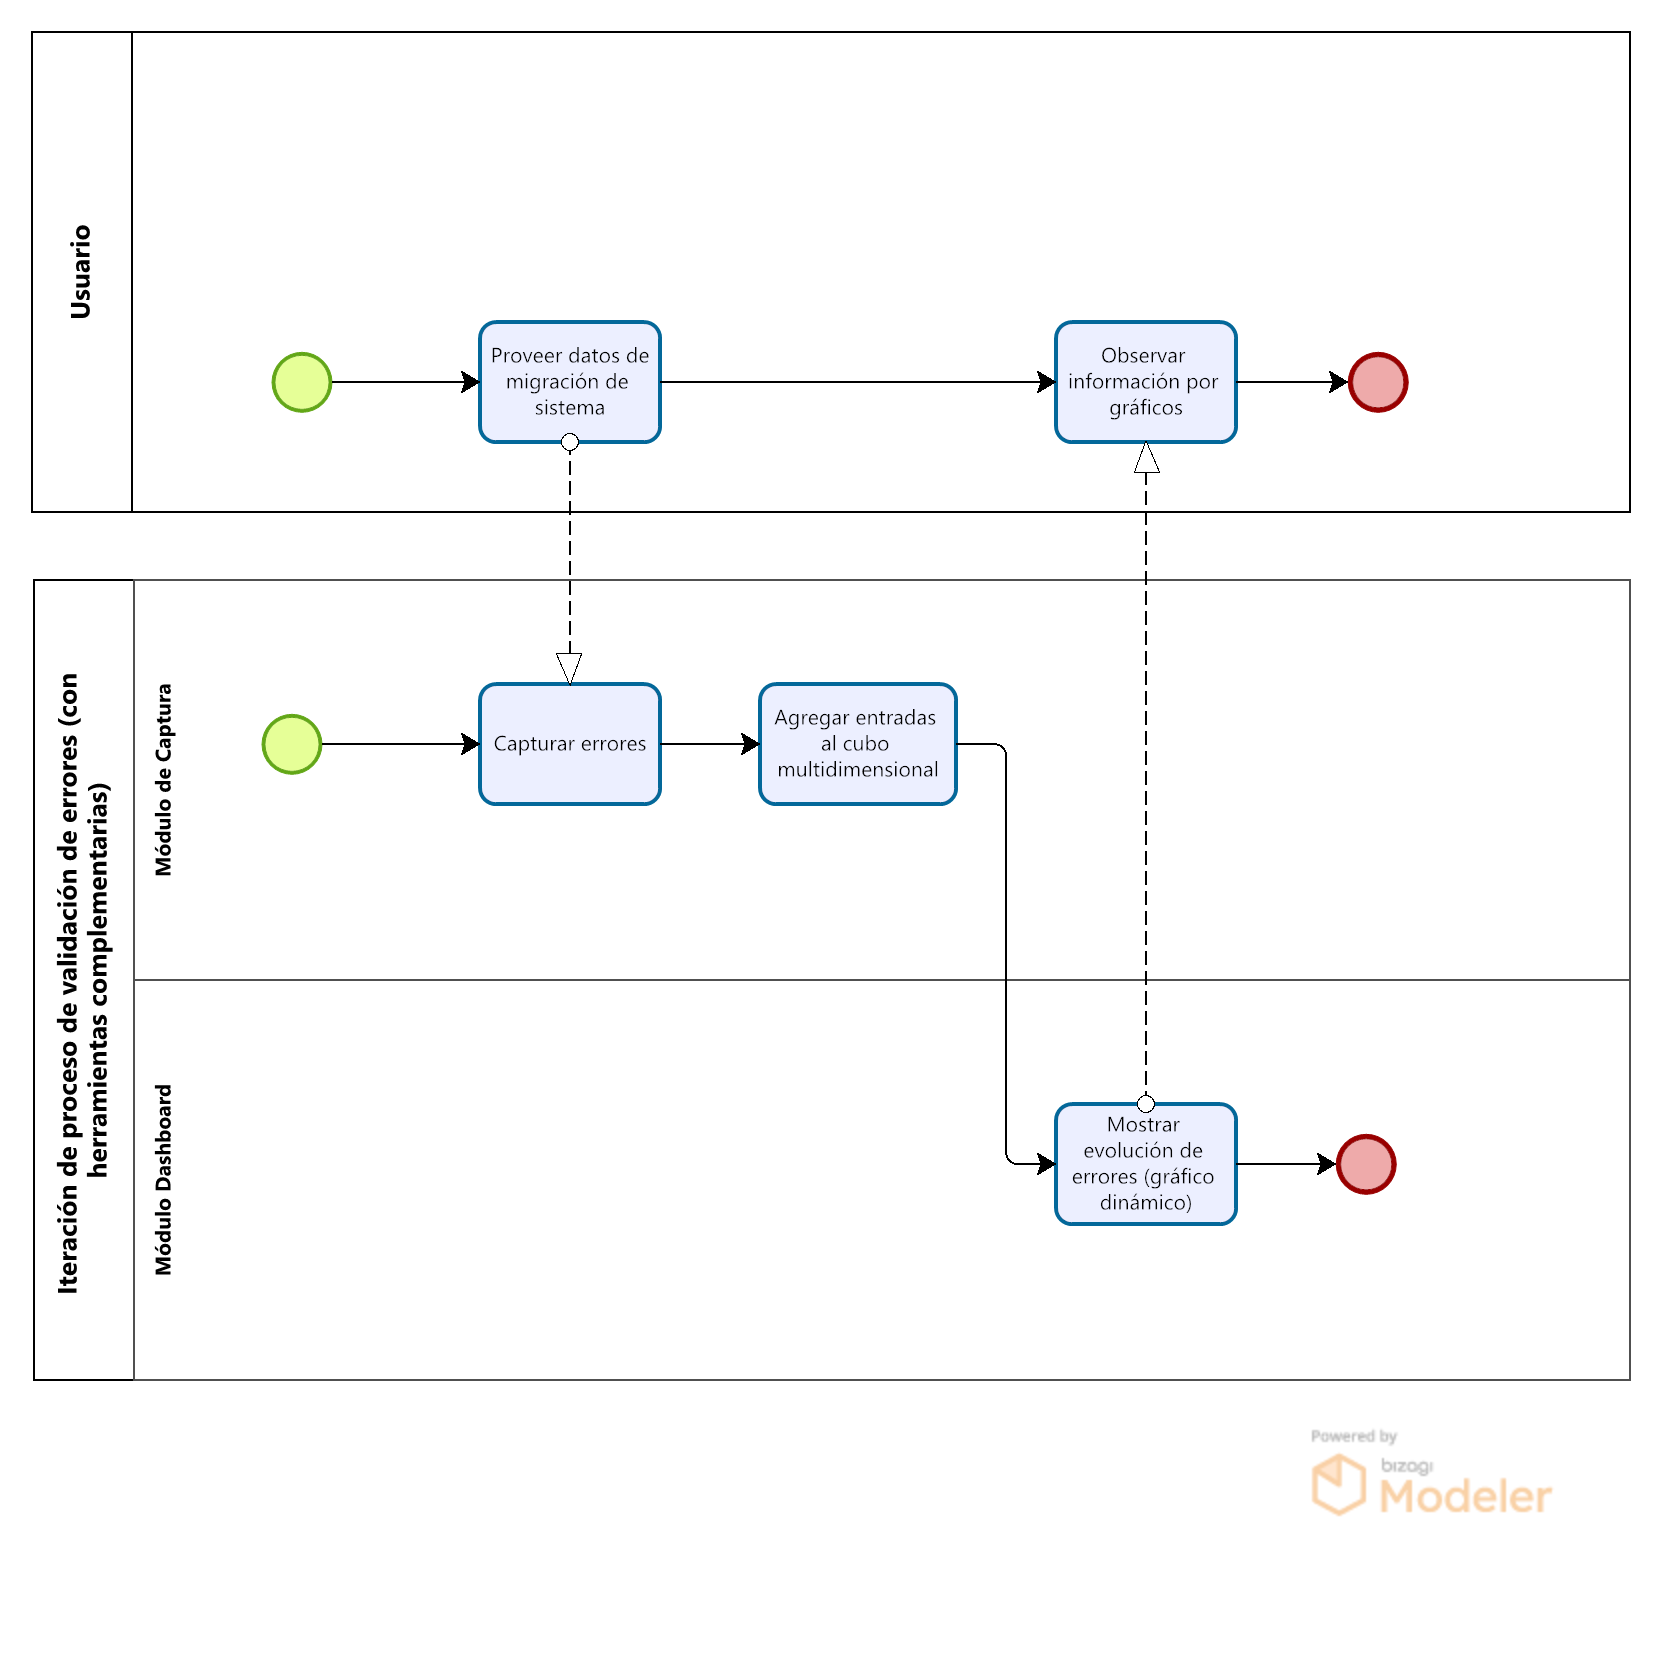 Usuario
Proveer datos de
migración de
sistema
Observar
información por
gráficos
Iteración de proceso de validación de errores (con
herramientas complementarias)
Módulo de Captura
Capturar errores
Agregar entradas
al cubo
multidimensional
Módulo Dashboard
Mostrar
evolución de
errores (gráfico
dinámico)
Powered by
bizagi
Modeler